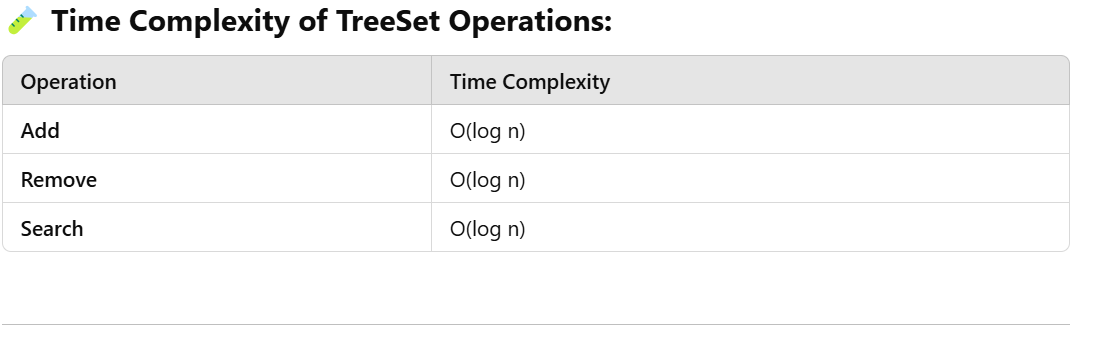 🧪 Time Complexity of TreeSet Operations:
Operation Time Complexity
Add O(log n)
Remove O(log n)
Search O(log n)